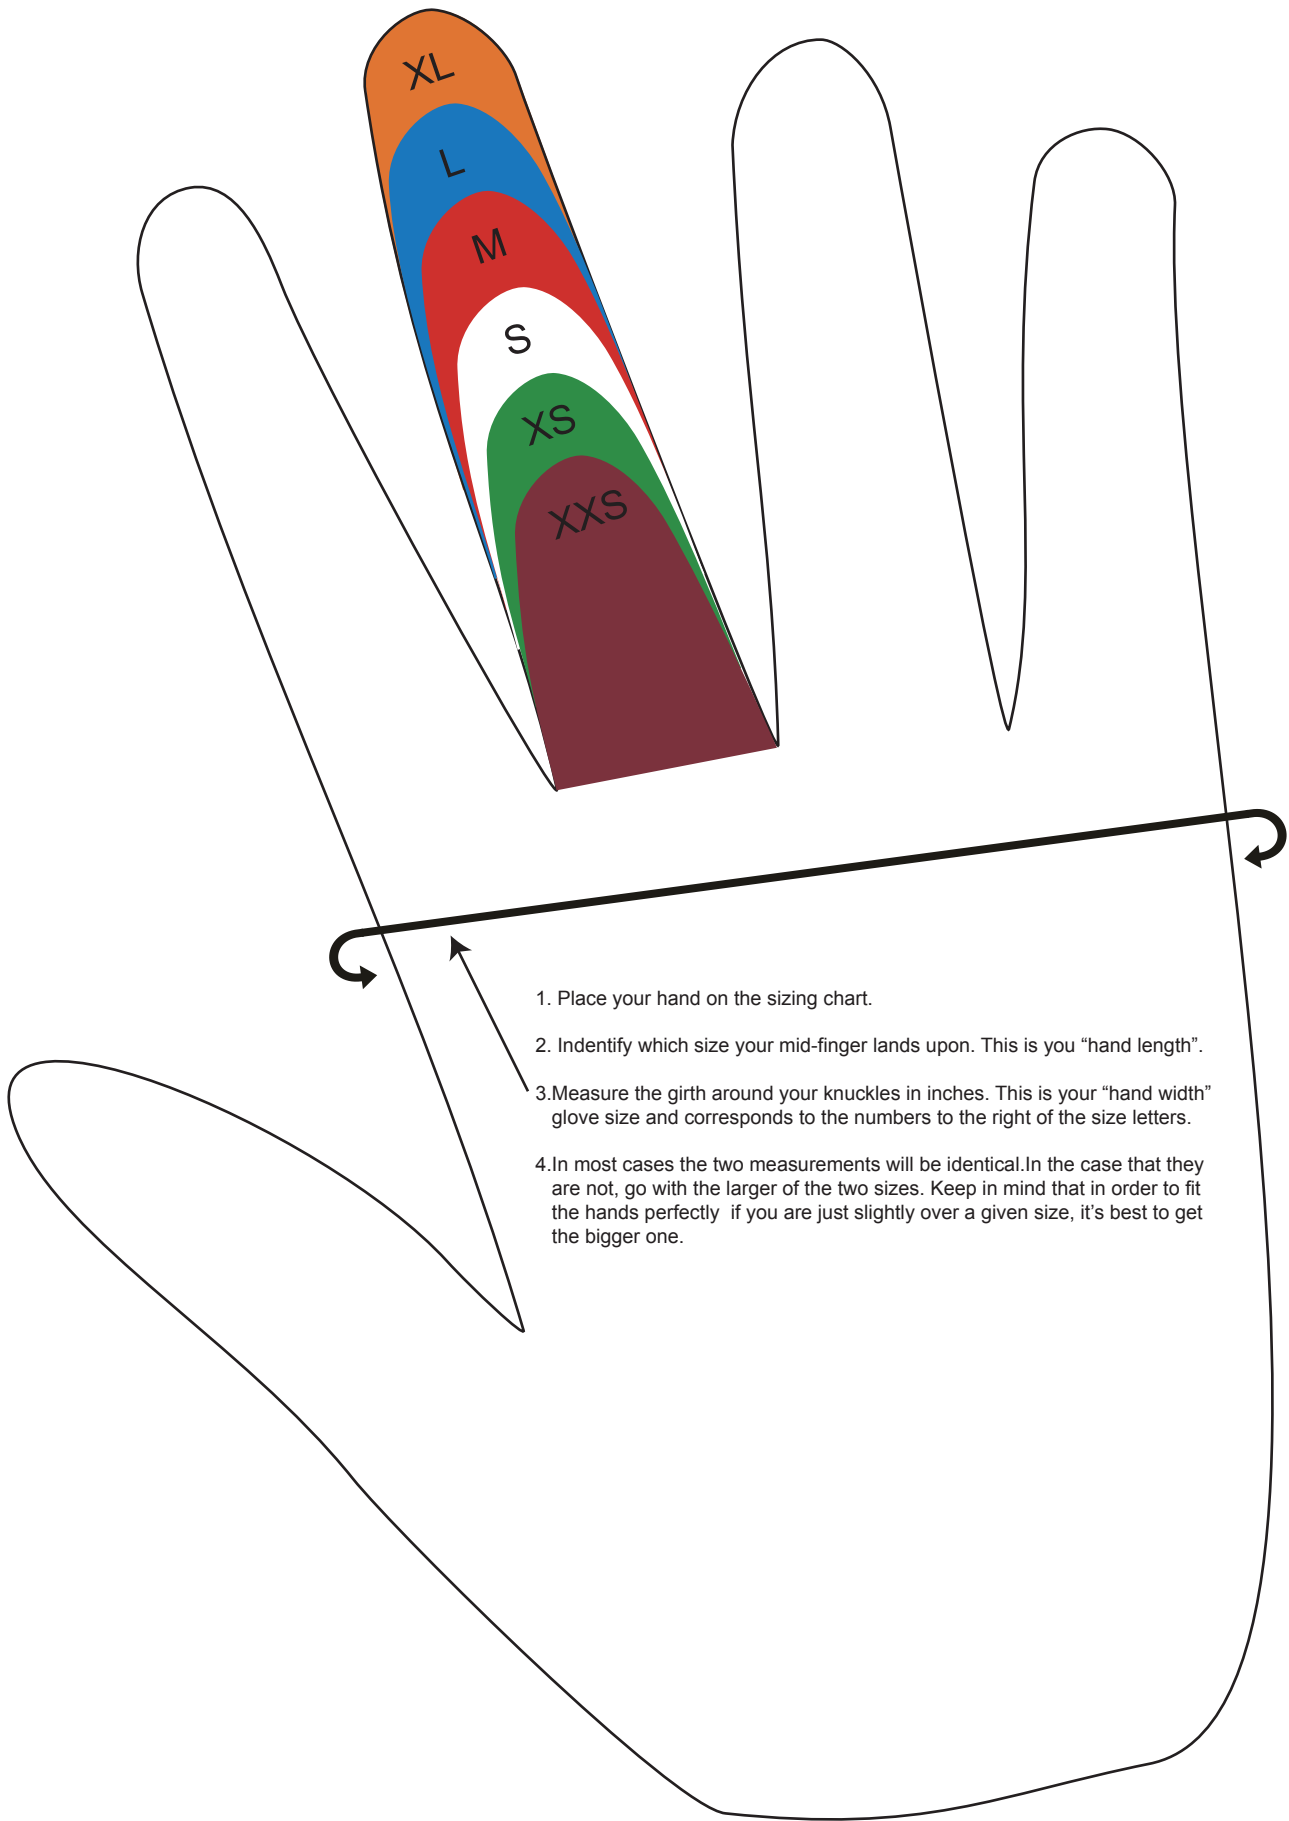 XL
L
M
S
XS
XXS
1. Place your hand on the sizing chart.
2. Indentify which size your mid-finger lands upon. This is you “hand length”.
3.Measure the girth around your knuckles in inches. This is your “hand width”
glove size and corresponds to the numbers to the right of the size letters.
4.In most cases the two measurements will be identical.In the case that they
are not, go with the larger of the two sizes. Keep in mind that in order to fit
the hands perfectly  if you are just slightly over a given size, it’s best to get
the bigger one.